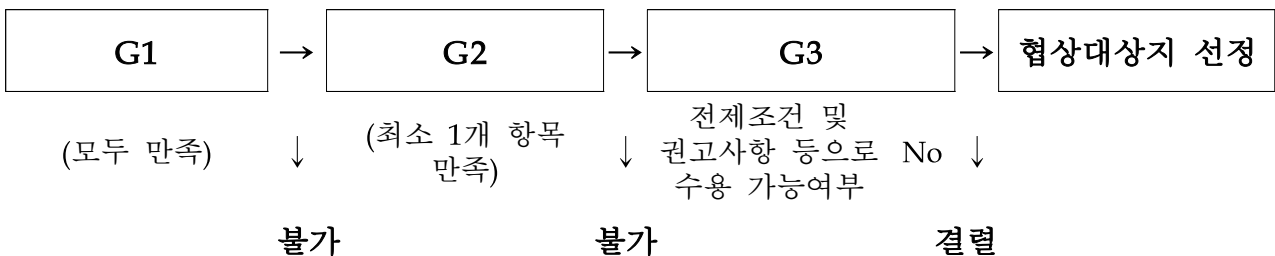 G1 → G2 → G3 → 협상대상지 선정
(모두 만족) ↓ (최소 1개 항목 만족) ↓ 전제조건 및 권고사항 등으로 수용 가능여부 No ↓
불가 불가 결렬